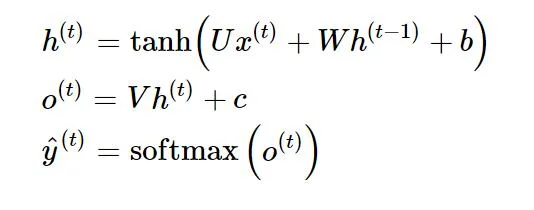 h^{(t)} = tanh(Ux^{(t)} + Wh^{(t−1)} + b)
o^{(t)} = Vh^{(t)} + c
ŷ^{(t)} = softmax(o^{(t)})